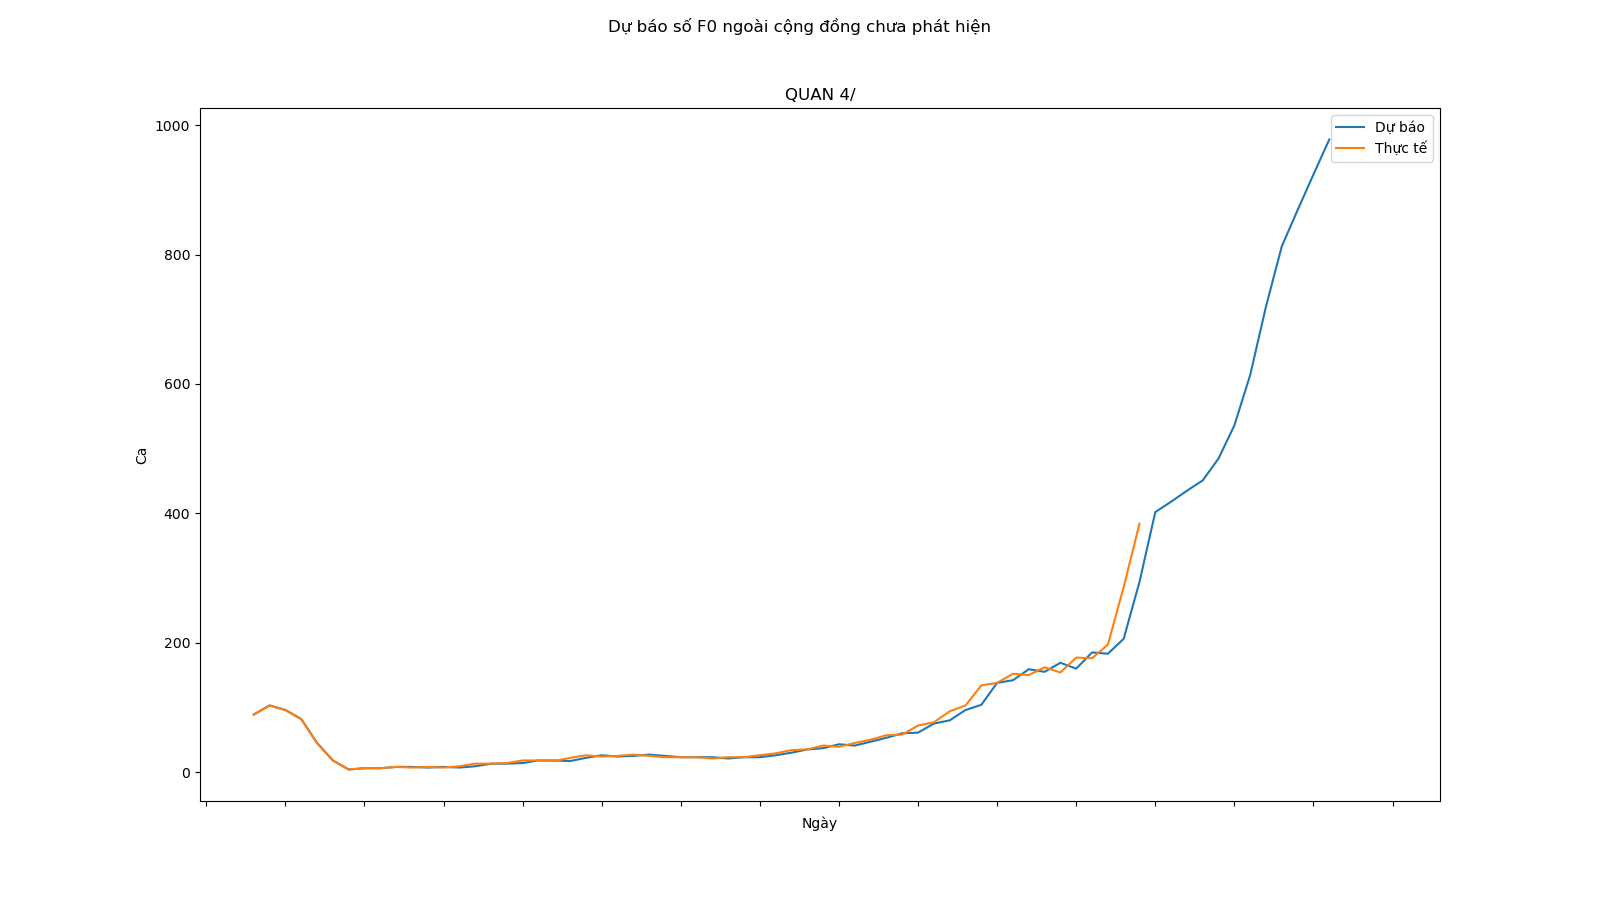 Dự báo số F0 ngoài cộng đồng chưa phát hiện
QUAN 4/
Dự báo
Thực tế
1000
800
600
400
200
0
Ca
Ngày